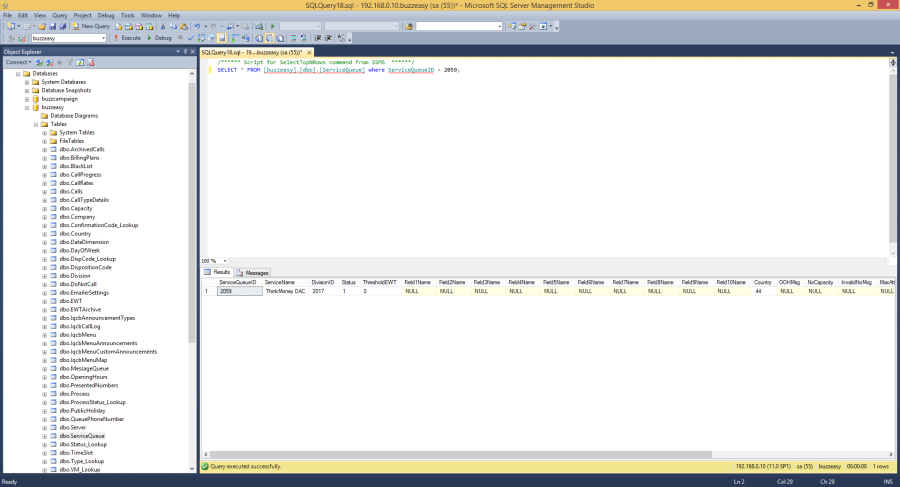 SQLQuery18.sql - 192.168.0.10.buzzeasy (sa (55))* - Microsoft SQL Server Management Studio
File Edit View Query Project Debug Tools Window Help
New Query
buzzeasy Execute Debug
Object Explorer
Connect
Databases
System Databases
Database Snapshots
buzzcampaign
buzzeasy
Database Diagrams
Tables
System Tables
FileTables
dbo.ArchivedCalls
dbo.BillingPlans
dbo.BlackList
dbo.CallProgress
dbo.CallRates
dbo.Calls
dbo.CallTypeDetails
dbo.Capacity
dbo.Company
dbo.ConfirmationCode_Lookup
dbo.Country
dbo.DateDimension
dbo.DayOfWeek
dbo.DispCode_Lookup
dbo.DispositionCode
dbo.Division
dbo.DoNotCall
dbo.EmailerSettings
dbo.EWT
dbo.EWTArchive
dbo.IqcbAnnouncementTypes
dbo.IqcbCallLog
dbo.IqcbMenu
dbo.IqcbMenuAnnouncements
dbo.IqcbMenuCustomAnnouncements
dbo.IqcbMenuMap
dbo.MessageQueue
dbo.OpeningHours
dbo.PresentedNumbers
dbo.Process
dbo.ProcessStatus_Lookup
dbo.PublicHoliday
dbo.QueuePhoneNumber
dbo.Server
dbo.ServiceQueue
dbo.Status_Lookup
dbo.TimeSlot
dbo.Type_Lookup
dbo.VM_Lookup
SQLQuery18.sql - 19...buzzeasy (sa (55))*
/****** Script for SelectTopNRows command from SSMS ******/
SELECT * FROM [buzzeasy].[dbo].[ServiceQueue] where ServiceQueueID = 2059;
100 %
Results Messages
ServiceQueueID ServiceName DivisionID Status ThresholdEWT Field1Name Field2Name Field3Name Field4Name Field5Name Field6Name Field7Name Field8Name Field9Name Field10Name Country OOHMsg NoCapacity InvalidNoMsg MaxAtt
1 2059 ThinkMoney DAC 2017 1 0 NULL NULL NULL NULL NULL NULL NULL NULL NULL NULL 44 NULL NULL NULL NULL
Query executed successfully. 192.168.0.10 (11.0 SP1) sa (55) buzzeasy 00:00:00 1 rows
Ready Ln 2 Col 29 Ch 29 INS